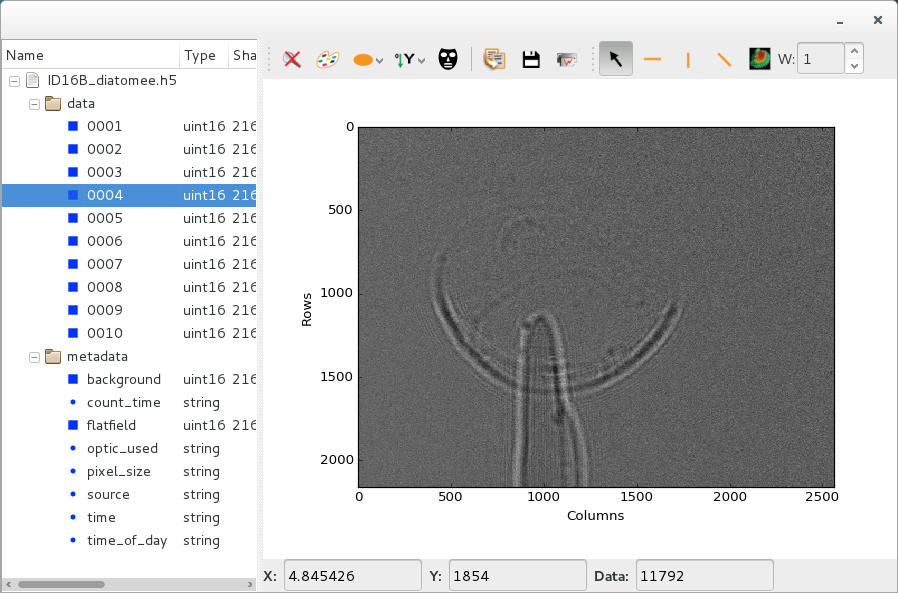 Name Type Sha
ID16B_diatomee.h5
data
0001 uint16 216
0002 uint16 216
0003 uint16 216
0004 uint16 216
0005 uint16 216
0006 uint16 216
0007 uint16 216
0008 uint16 216
0009 uint16 216
0010 uint16 216
metadata
background uint16 216
count_time string
flatfield uint16 216
optic_used string
pixel_size string
source string
time string
time_of_day string
Y W: 1
0
500
1000
1500
2000
Rows
0 500 1000 1500 2000 2500
Columns
X: 4.845426 Y: 1854 Data: 11792